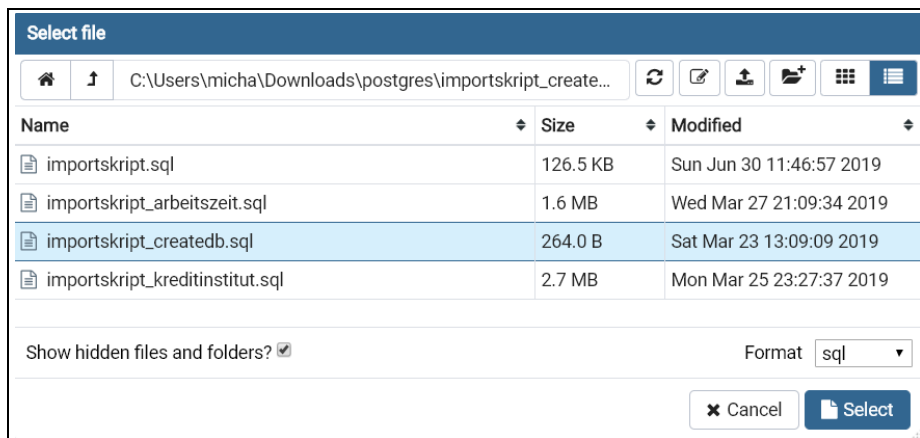 Select file
C:\Users\micha\Downloads\postgres\importskript_create...
Name Size Modified
importskript.sql 126.5 KB Sun Jun 30 11:46:57 2019
importskript_arbeitszeit.sql 1.6 MB Wed Mar 27 21:09:34 2019
importskript_createdb.sql 264.0 B Sat Mar 23 13:09:09 2019
importskript_kreditinstitut.sql 2.7 MB Mon Mar 25 23:27:37 2019
Show hidden files and folders? Format sql
Cancel Select